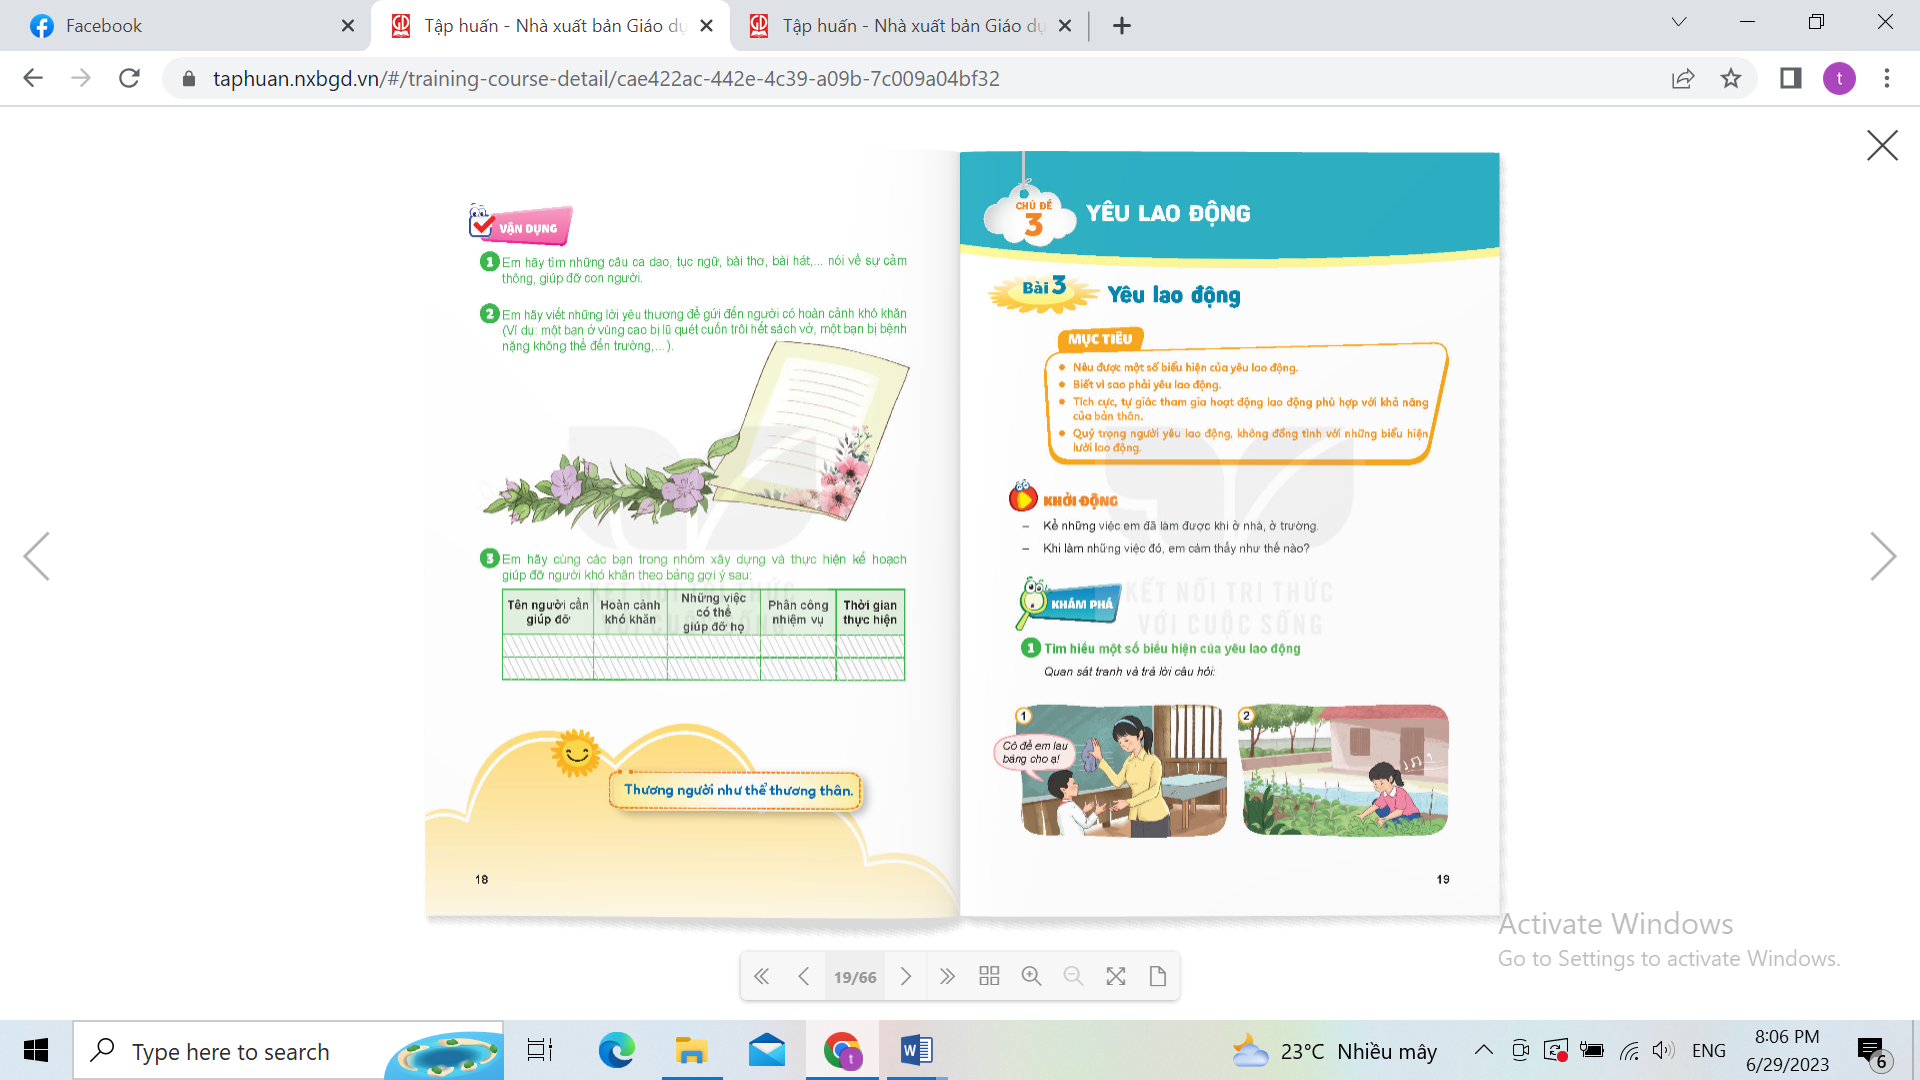 Facebook
Tập huấn - Nhà xuất bản Giáo dụ
Tập huấn - Nhà xuất bản Giáo dụ
taphuan.nxbgd.vn/#/training-course-detail/cae422ac-442e-4c39-a09b-7c009a04bf32
t
VẬN DỤNG
1 Em hãy tìm những câu ca dao, tục ngữ, bài thơ, bài hát,... nói về sự cảm
thông, giúp đỡ con người.
2 Em hãy viết những lời yêu thương để gửi đến người có hoàn cảnh khó khăn
(Ví dụ: một bạn ở vùng cao bị lũ quét cuốn trôi hết sách vở, một bạn bị bệnh
nặng không thể đến trường,...).
3 Em hãy cùng các bạn trong nhóm xây dựng và thực hiện kế hoạch
giúp đỡ người khó khăn theo bảng gợi ý sau:
Tên người cần
giúp đỡ
Hoàn cảnh
khó khăn
Những việc
có thể
giúp đỡ họ
Phân công
nhiệm vụ
Thời gian
thực hiện
KẾT NỐI TRI THỨC
VỚI CUỘC SỐNG
Thương người như thể thương thân.
18
CHỦ ĐỀ
3
YÊU LAO ĐỘNG
Bài 3
Yêu lao động
MỤC TIÊU
Nêu được một số biểu hiện của yêu lao động.
Biết vì sao phải yêu lao động.
Tích cực, tự giác tham gia hoạt động lao động phù hợp với khả năng
của bản thân.
Quý trọng người yêu lao động, không đồng tình với những biểu hiện
lười lao động.
KHỞI ĐỘNG
– Kể những việc em đã làm được khi ở nhà, ở trường.
– Khi làm những việc đó, em cảm thấy như thế nào?
KHÁM PHÁ
KẾT NỐI TRI THỨC
VỚI CUỘC SỐNG
1 Tìm hiểu một số biểu hiện của yêu lao động
Quan sát tranh và trả lời câu hỏi:
1
Cô để em lau
bảng cho ạ!
2
19
Activate Windows
Go to Settings to activate Windows.
19/66
Type here to search
t
23°C Nhiều mây
ENG
8:06 PM
6/29/2023
6